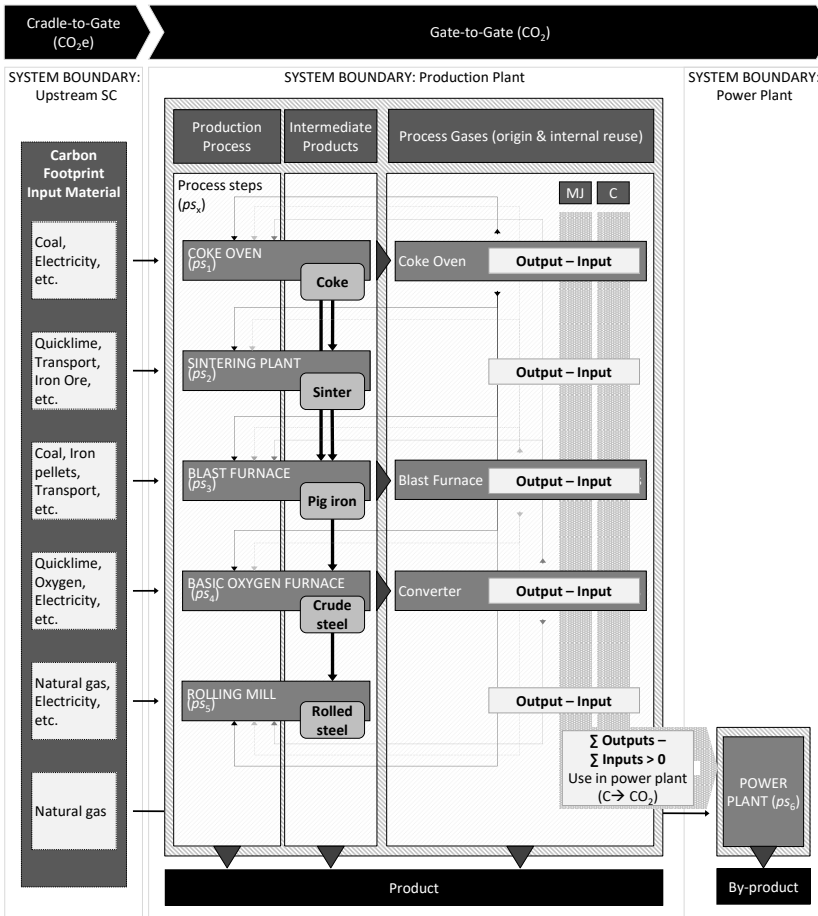 Cradle-to-Gate
(CO₂e)
Gate-to-Gate (CO₂)
SYSTEM BOUNDARY:
Upstream SC
SYSTEM BOUNDARY: Production Plant
SYSTEM BOUNDARY:
Power Plant
Production
Process
Intermediate
Products
Process Gases (origin & internal reuse)
Carbon
Footprint
Input Material
Process steps
(psₓ)
MJ
C
Coal,
Electricity,
etc.
COKE OVEN
(ps₁)
Coke
Coke Oven
Output – Input
Quicklime,
Transport,
Iron Ore,
etc.
SINTERING PLANT
(ps₂)
Sinter
Output – Input
Coal, Iron
pellets,
Transport,
etc.
BLAST FURNACE
(ps₃)
Pig iron
Blast Furnace
Output – Input
Quicklime,
Oxygen,
Electricity,
etc.
BASIC OXYGEN FURNACE
(ps₄)
Crude
steel
Converter
Output – Input
Natural gas,
Electricity,
etc.
ROLLING MILL
(ps₅)
Rolled
steel
Output – Input
∑ Outputs –
∑ Inputs > 0
Use in power plant
(C→ CO₂)
POWER
PLANT (ps₆)
Natural gas
Product
By-product